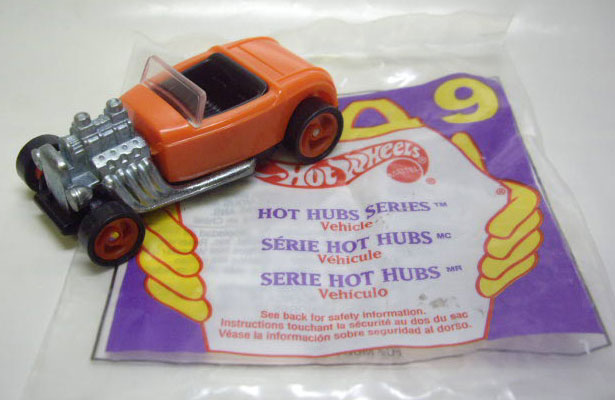 9
HOT WHEELS
MATTEL
HOT HUBS SERIES™
Vehicle
SÉRIE HOT HUBS MC
Véhicule
SERIE HOT HUBS MR
Vehículo
See back for safety information.
Instructions touchant la sécurité au dos du sac
Véase la información sobre seguridad al dorso.